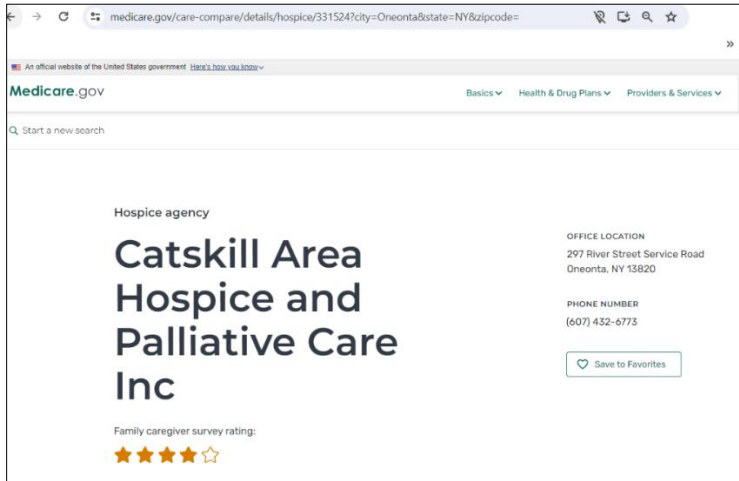 medicare.gov/care-compare/details/hospice/331524?city=Oneonta&state=NY&zipcode=
»
An official website of the United States government Here's how you know
Medicare.gov
Basics Health & Drug Plans Providers & Services
Start a new search
Hospice agency
Catskill Area
Hospice and
Palliative Care
Inc
Family caregiver survey rating:
OFFICE LOCATION
297 River Street Service Road
Oneonta, NY 13820
PHONE NUMBER
(607) 432-6773
Save to Favorites